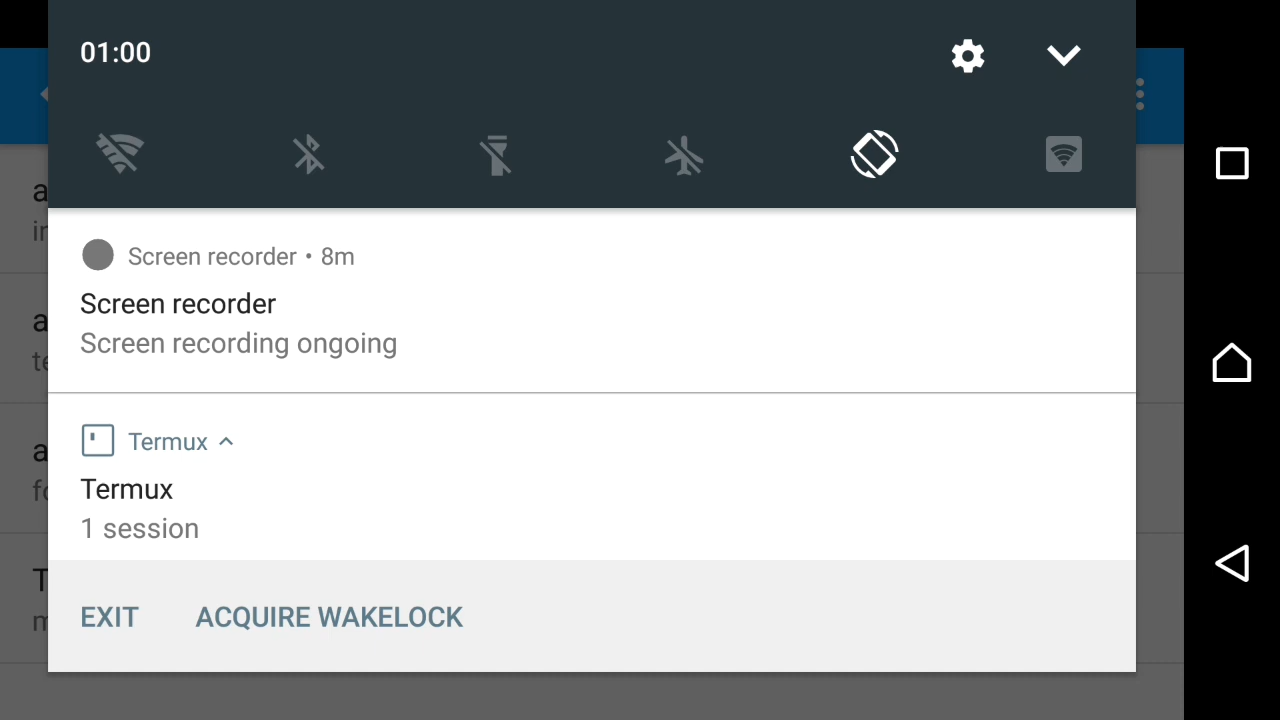 01:00
Screen recorder • 8m
Screen recorder
Screen recording ongoing
Termux
Termux
1 session
EXIT ACQUIRE WAKELOCK